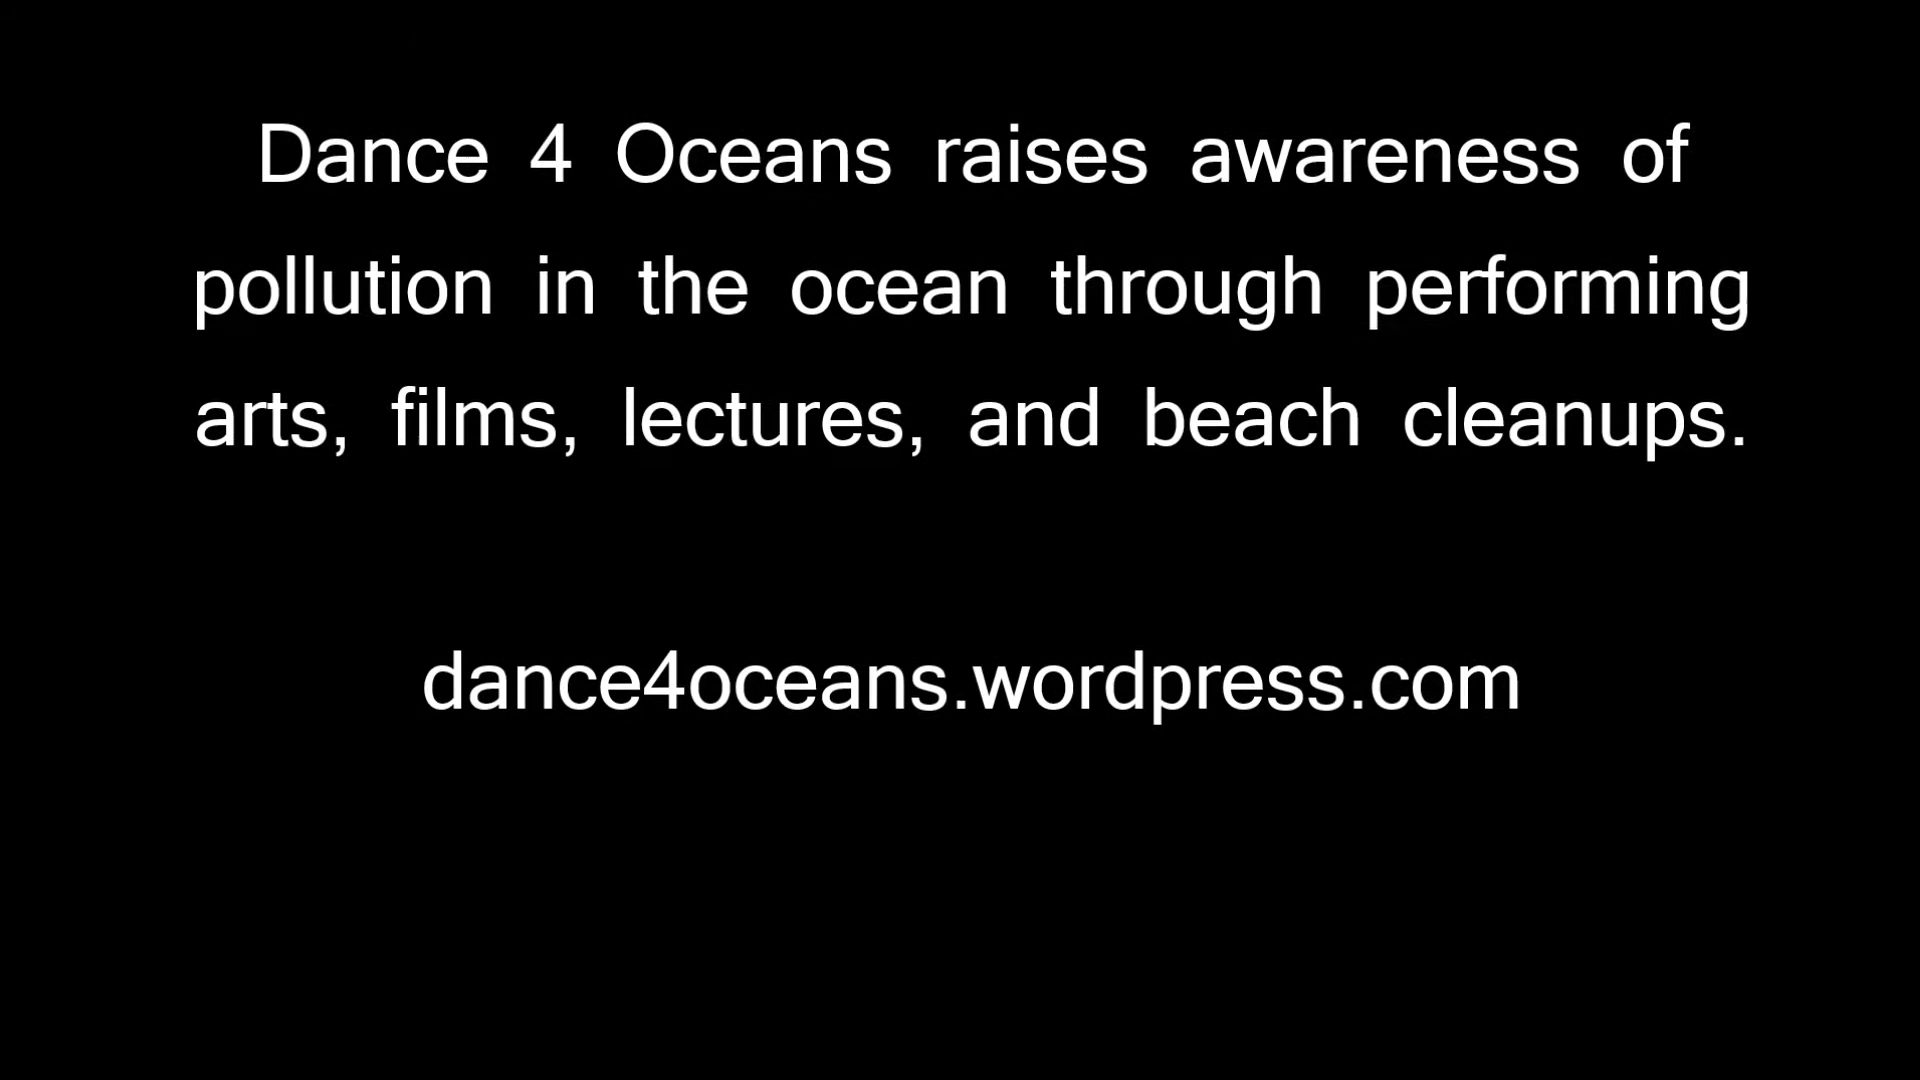 Dance 4 Oceans raises awareness of
pollution in the ocean through performing
arts, films, lectures, and beach cleanups.
dance4oceans.wordpress.com